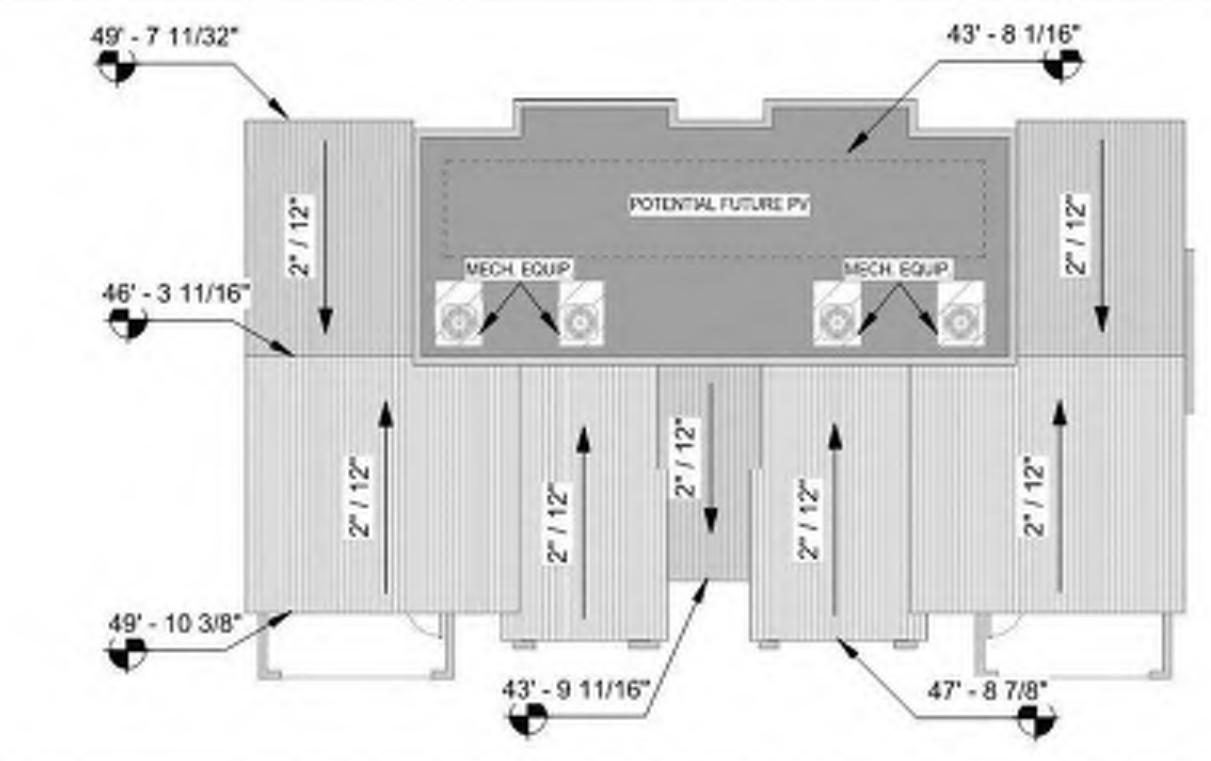 49' - 7 11/32"
43' - 8 1/16"
2" / 12"
POTENTIAL FUTURE PV
2" / 12"
MECH. EQUIP
MECH. EQUIP
46' - 3 11/16"
2" / 12"
2" / 12"
2" / 12"
2" / 12"
2" / 12"
49' - 10 3/8"
43' - 9 11/16"
47' - 8 7/8"